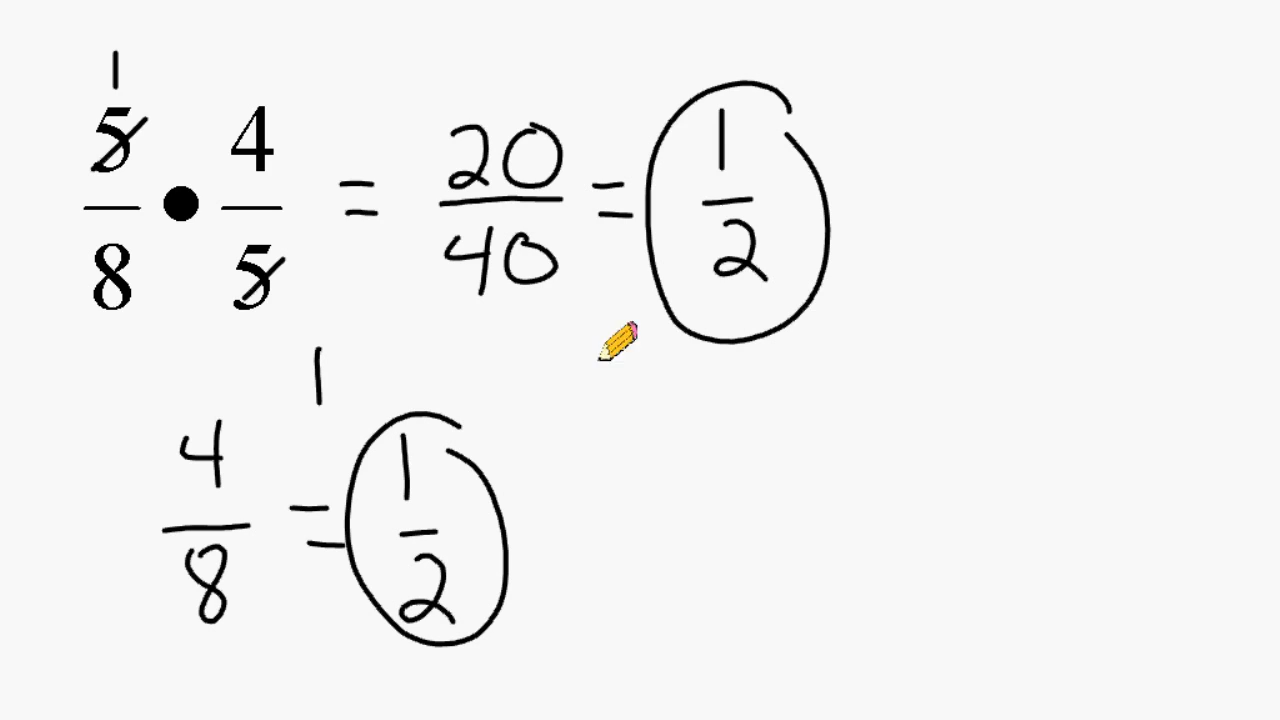 1
5/8 • 4/5 = 20/40 = 1/2
1
4/8 = 1/2